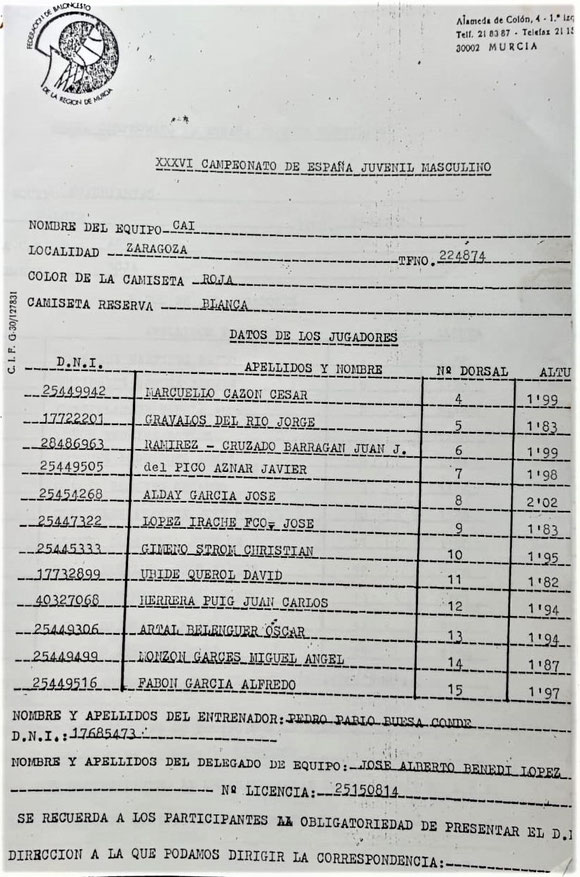 FEDERACION DE BALONCESTO
DE LA REGION DE MURCIA
Alameda de Colón, 4 - 1.º izq
Telf. 21 83 87 - Telefax 21 15
30002 MURCIA
XXXVI CAMPEONATO DE ESPAÑA JUVENIL MASCULINO
NOMBRE DEL EQUIPO CAI
LOCALIDAD ZARAGOZA TFNO. 224874
COLOR DE LA CAMISETA ROJA
CAMISETA RESERVA BLANCA
C. I. F. G-30/127831
DATOS DE LOS JUGADORES
D.N.I. APELLIDOS Y NOMBRE Nº DORSAL ALTU
25449942 MARCUELLO CAZON CESAR 4 1'99
17722201 GRAVALOS DEL RIO JORGE 5 1'83
28486963 RAMIREZ - CRUZADO BARRAGAN JUAN J. 6 1'99
25449505 del PICO AZNAR JAVIER 7 1'98
25454268 ALDAY GARCIA JOSE 8 2'02
25447322 LOPEZ IRACHE FCO- JOSE 9 1'83
25445333 GIMENO STROM CHRISTIAN 10 1'95
17732899 UBIDE QUEROL DAVID 11 1'82
40327068 HERRERA PUIG JUAN CARLOS 12 1'94
25449306 ARTAL BELENGUER OSCAR 13 1'94
25449499 MONZON GARCES MIGUEL ANGEL 14 1'87
25449516 PABON GARCIA ALFREDO 15 1'97
NOMBRE Y APELLIDOS DEL ENTRENADOR: PEDRO PABLO BUESA CONDE
D.N.I.: 17685473
NOMBRE Y APELLIDOS DEL DELEGADO DE EQUIPO: JOSE ALBERTO BENEDI LOPEZ
Nº LICENCIA: 25150814
SE RECUERDA A LOS PARTICIPANTES LA OBLIGATORIEDAD DE PRESENTAR EL D.
DIRECCION A LA QUE PODAMOS DIRIGIR LA CORRESPONDENCIA: